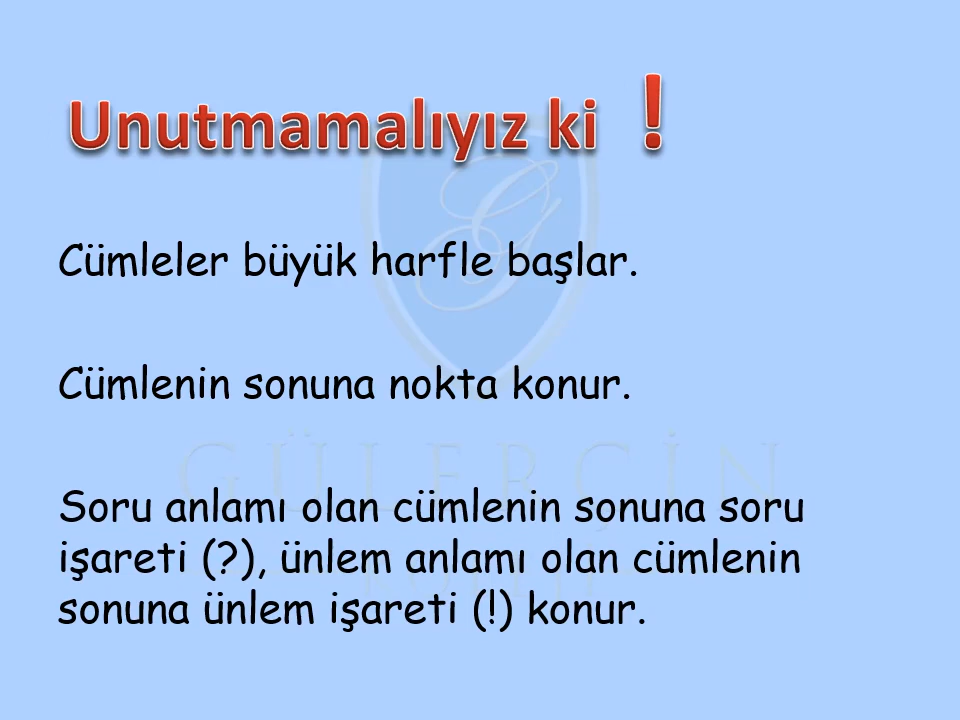 Unutmamalıyız ki !
Cümleler büyük harfle başlar.
Cümlenin sonuna nokta konur.
GÜLERÇİN
Soru anlamı olan cümlenin sonuna soru
işareti (?), ünlem anlamı olan cümlenin
sonuna ünlem işareti (!) konur.